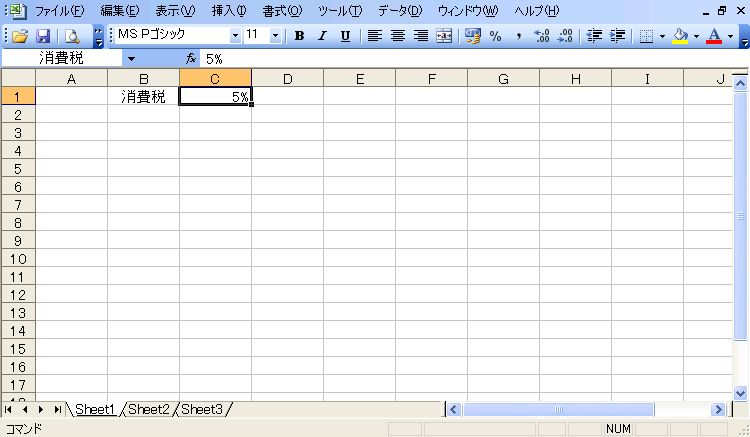 ファイル(F) 編集(E) 表示(V) 挿入(I) 書式(O) ツール(T) データ(D) ウィンドウ(W) ヘルプ(H)
MS Pゴシック 11 B I U % ,
消費税 fx 5%
A B C D E F G H I J
1 消費税 5%
2
3
4
5
6
7
8
9
10
11
12
13
14
15
16
17
Sheet1 Sheet2 Sheet3
コマンド NUM